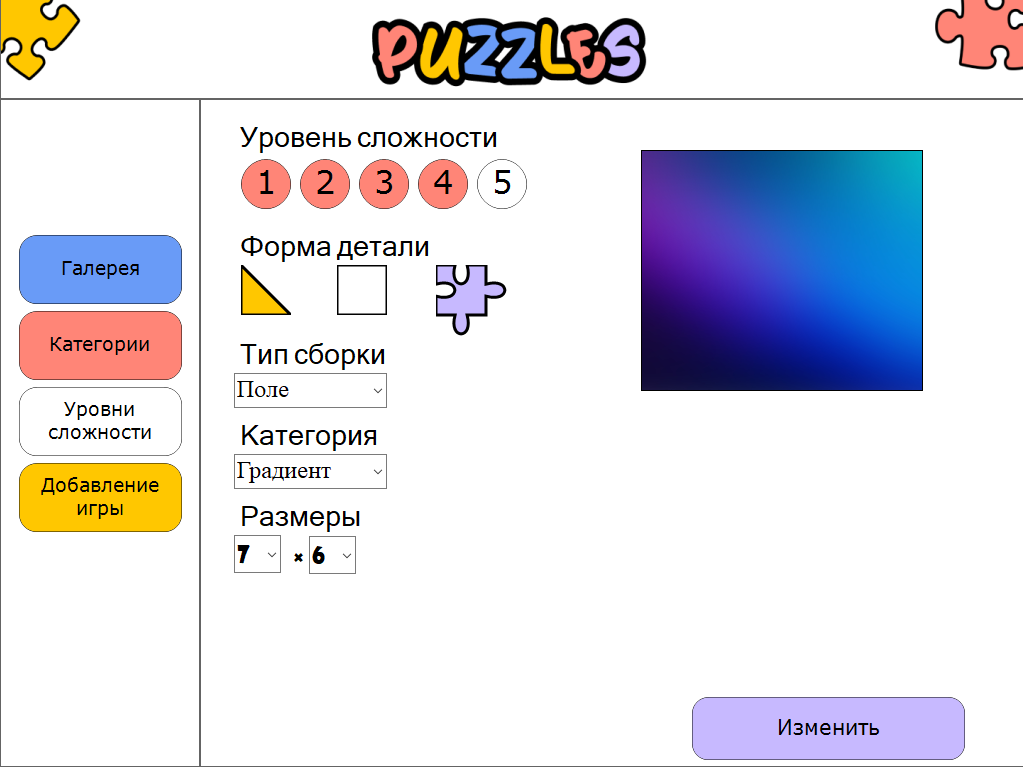 PUZZLES
Галерея
Категории
Уровни
сложности
Добавление
игры
Уровень сложности
1 2 3 4 5
Форма детали
Тип сборки
Поле
Категория
Градиент
Размеры
7 × 6
Изменить